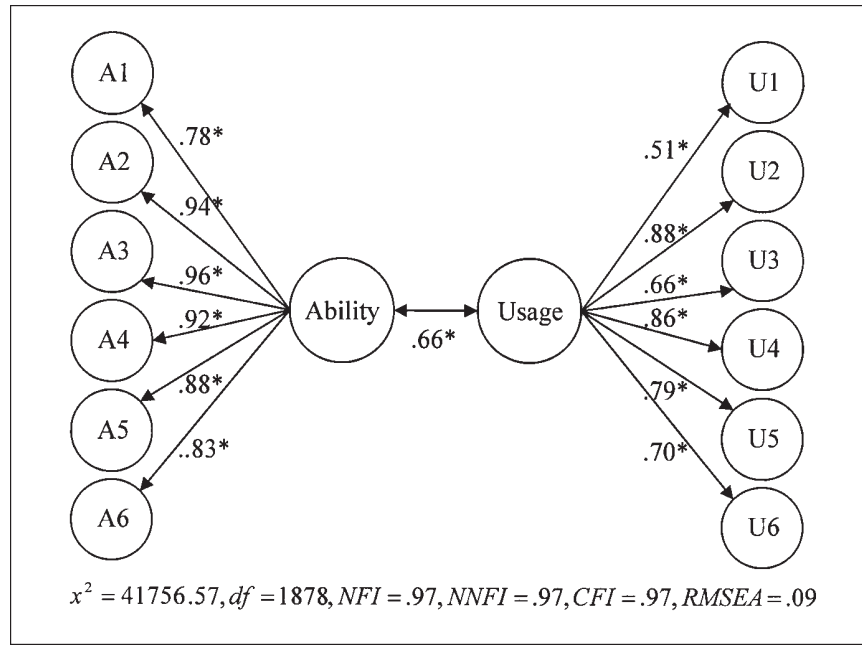 A1
A2
A3
A4
A5
A6
.78*
.94*
.96*
.92*
.88*
..83*
Ability
.66*
Usage
.51*
.88*
.66*
.86*
.79*
.70*
U1
U2
U3
U4
U5
U6
x² = 41756.57, df = 1878, NFI = .97, NNFI = .97, CFI = .97, RMSEA = .09